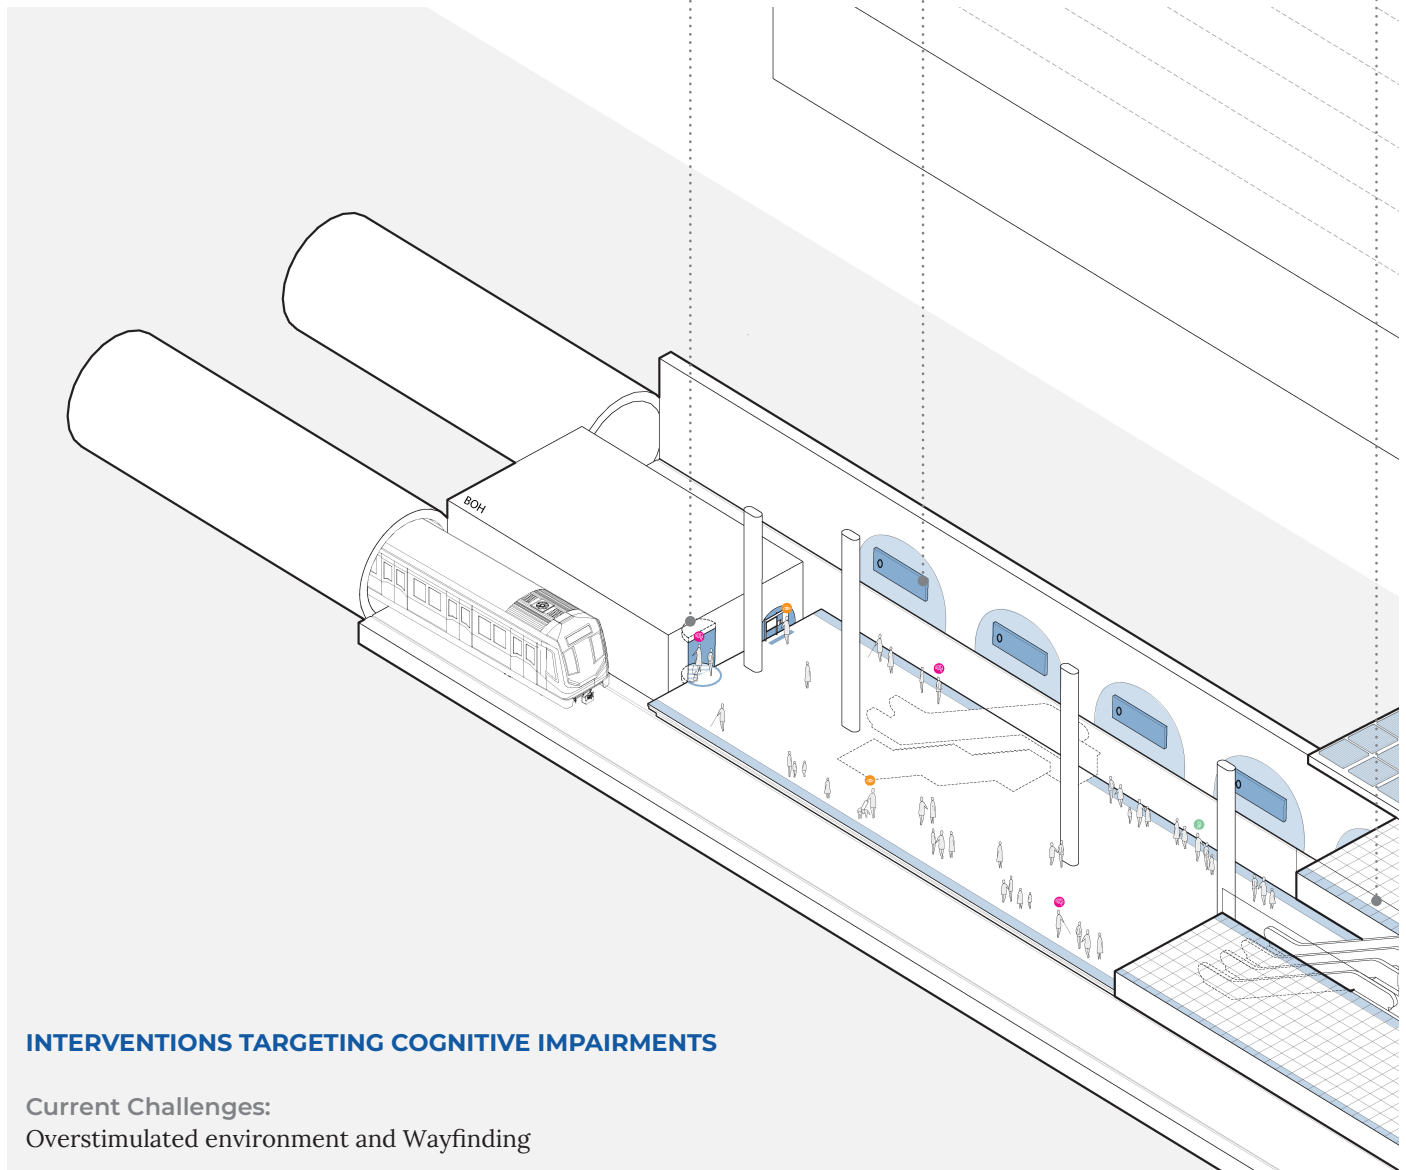 BOH
INTERVENTIONS TARGETING COGNITIVE IMPAIRMENTS
Current Challenges:
Overstimulated environment and Wayfinding